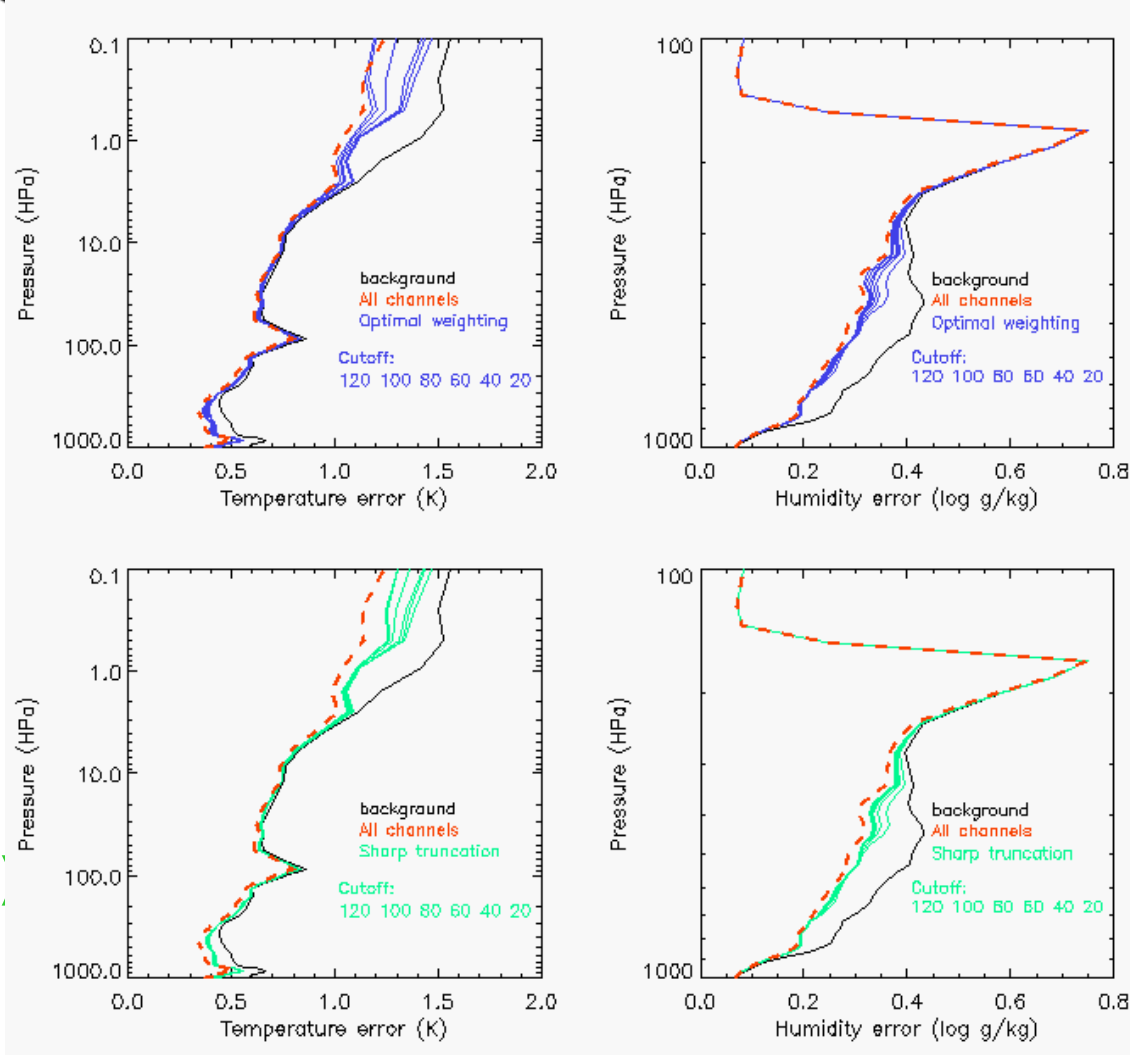 0.1
1.0
10.0
100.0
1000.0
Pressure (HPa)
background
All channels
Optimal weighting
Cutoff:
120 100 80 60 40 20
0.0 0.5 1.0 1.5 2.0
Temperature error (K)
100
1000
Pressure (HPa)
background
All channels
Optimal weighting
Cutoff:
120 100 80 60 40 20
0.0 0.2 0.4 0.6 0.8
Humidity error (log g/kg)
0.1
1.0
10.0
100.0
1000.0
Pressure (HPa)
background
All channels
Sharp truncation
Cutoff:
120 100 80 60 40 20
0.0 0.5 1.0 1.5 2.0
Temperature error (K)
100
1000
Pressure (HPa)
background
All channels
Sharp truncation
Cutoff:
120 100 80 60 40 20
0.0 0.2 0.4 0.6 0.8
Humidity error (log g/kg)